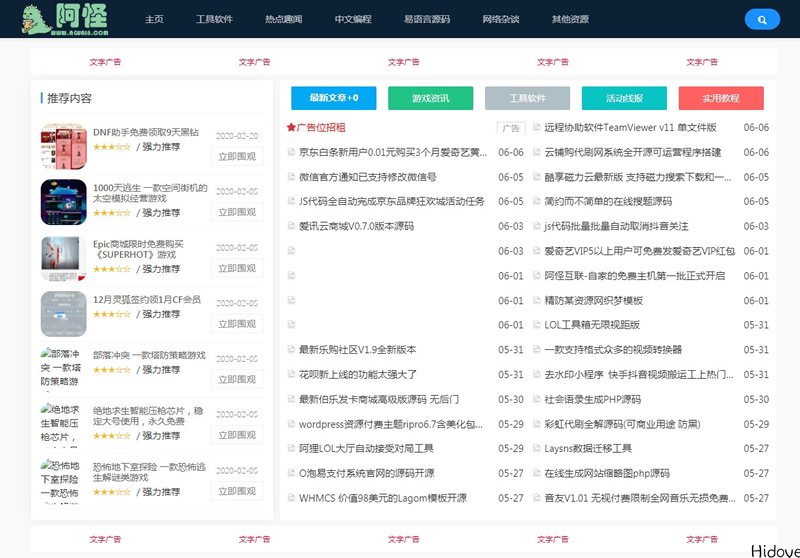 阿怪
WWW.AGUAI8.COM
主页 工具软件 热点趣闻 中文编程 易语言源码 网络杂谈 其他资源
文字广告 文字广告 文字广告 文字广告 文字广告
推荐内容
DNF助手免费领取9天黑钻 2020-02-20
★★★☆☆ / 强力推荐 立即围观
1000天逃生 一款空间街机的 2020-02-05
太空模拟经营游戏
★★★☆☆ / 强力推荐 立即围观
Epic商城限时免费购买 2020-02-05
《SUPERHOT》游戏
★★★☆☆ / 强力推荐 立即围观
12月灵狐签约领1月CF会员 2020-02-05
★★★☆☆ / 强力推荐 立即围观
部落冲突 一款塔防策略游
部落冲突 一款塔防策略游戏 2020-02-05
★★★☆☆ / 强力推荐 立即围观
绝地求生智能压枪芯片,
绝地求生智能压枪芯片，稳定大号使用，永久免费 2020-02-05
★★★☆☆ / 强力推荐 立即围观
恐怖地下室探险 一款恐怖
恐怖地下室探险 一款恐怖逃生解谜类游戏 2020-02-05
★★★☆☆ / 强力推荐 立即围观
最新文章+0 游戏资讯 工具软件 活动线报 实用教程
★广告位招租 广告
京东白条新用户0.01元购买3个月爱奇艺黄... 06-06
微信官方通知已支持修改微信号 06-05
JS代码全自动完成京东品牌狂欢城活动任务 06-05
爱讯云商城V0.7.0版本源码 06-03
06-03
06-01
06-01
06-01
最新乐购社区V1.9全新版本 05-31
花呗新上线的功能太强大了 05-31
最新伯乐发卡商城高级版源码 无后门 05-30
wordpress资源付费主题ripro6.7含美化包... 05-29
阿狸LOL大厅自动接受对局工具 05-29
O泡易支付系统官网的源码开源 05-27
WHMCS 价值98美元的Lagom模板开源 05-27
远程协助软件TeamViewer v11 单文件版 06-06
云铺购代刷网系统全开源可运营程序搭建 06-06
酷享磁力云最新版 支持磁力搜索下载和一... 06-05
简约而不简单的在线搜题源码 06-05
js代码批量批量自动取消抖音关注 06-03
爱奇艺VIP5以上用户可免费发爱奇艺VIP红包 06-01
阿怪互联-自家的免费主机第一批正式开启 06-01
精防某资源网织梦模板 06-01
LOL工具箱无限视距版 05-31
一款支持格式众多的视频转换器 05-31
去水印小程序 快手抖音视频搬运工上热门... 05-31
社会语录生成PHP源码 05-30
彩虹代刷全解源码(可商业用途 防黑) 05-29
Laysns数据迁移工具 05-27
在线生成网站缩略图php源码 05-27
音友V1.01 无视付费限制全网音乐无损免费... 05-27
文字广告 文字广告 文字广告 文字广告 文字广告
Hidove